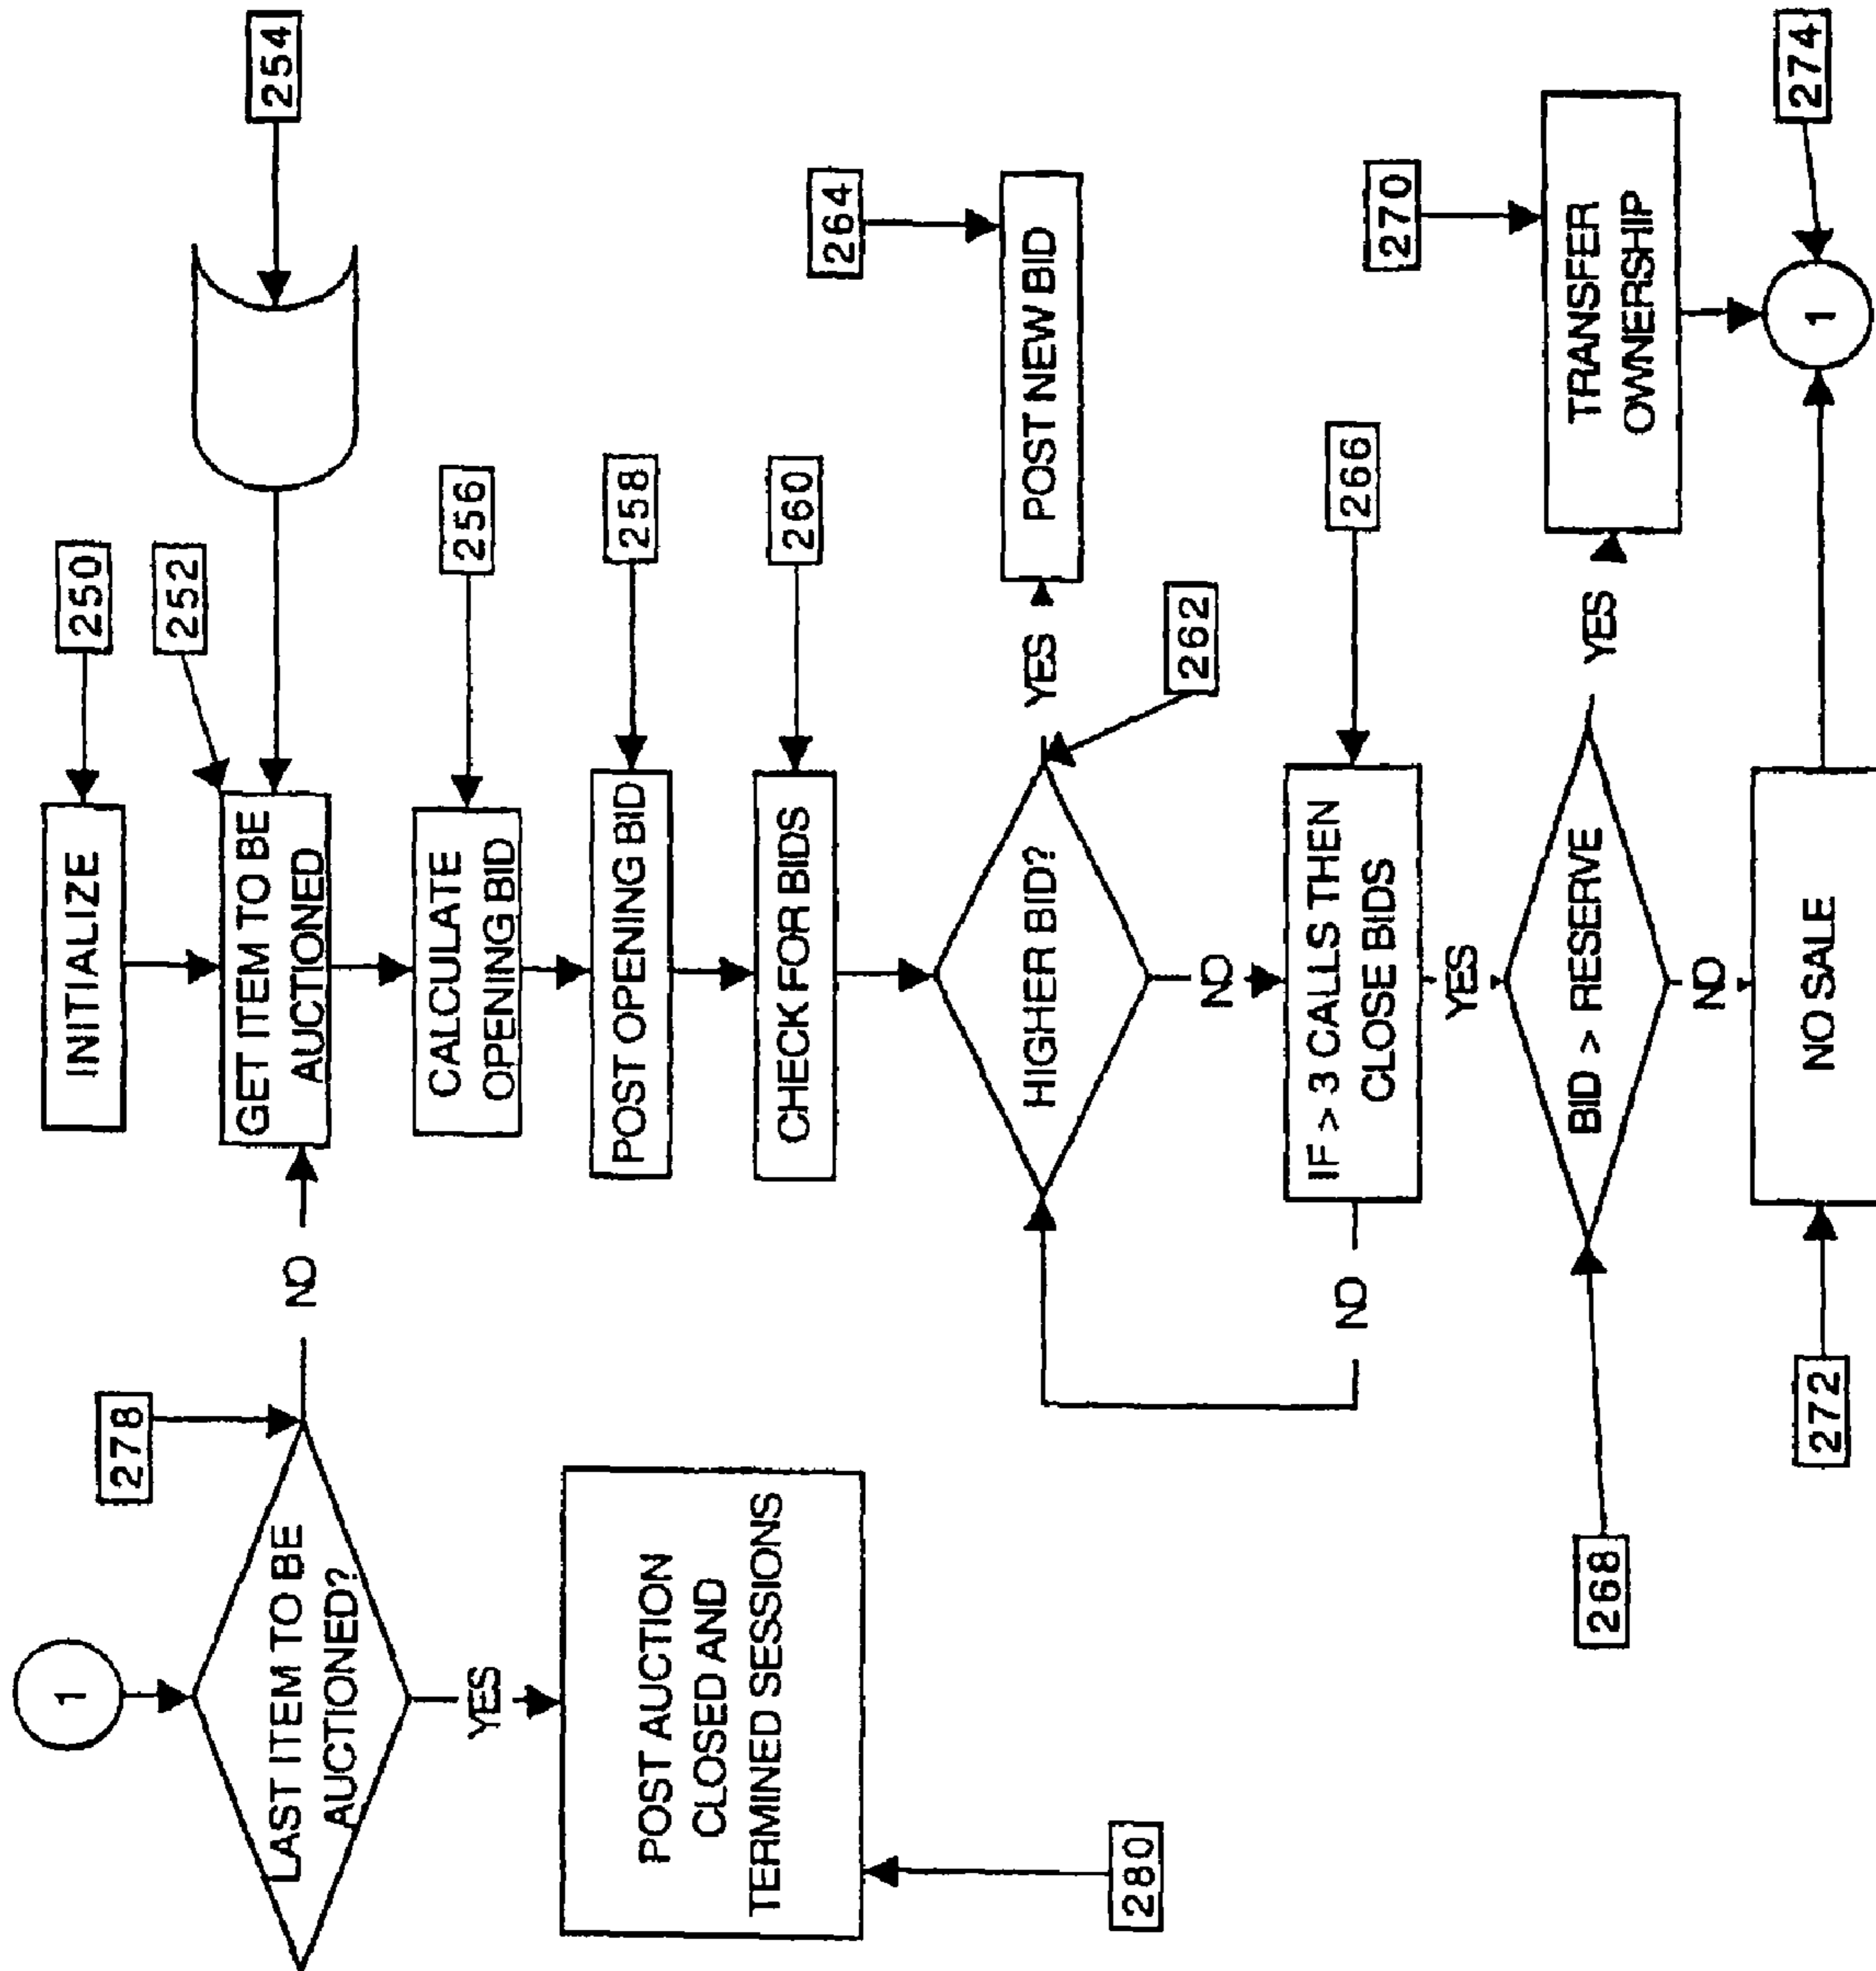 1
278
LAST ITEM TO BE
AUCTIONED?
NO
YES
POST AUCTION
CLOSED AND
TERMINED SESSIONS
280
INITIALIZE
250
252
254
GET ITEM TO BE
AUCTIONED
CALCULATE
OPENING BID
256
POST OPENING BID
258
CHECK FOR BIDS
260
HIGHER BID?
YES
262
264
POST NEW BID
NO
IF > 3 CALLS THEN
CLOSE BIDS
266
NO
YES
BID > RESERVE
268
YES
270
TRANSFER
OWNERSHIP
NO
NO SALE
272
1
274